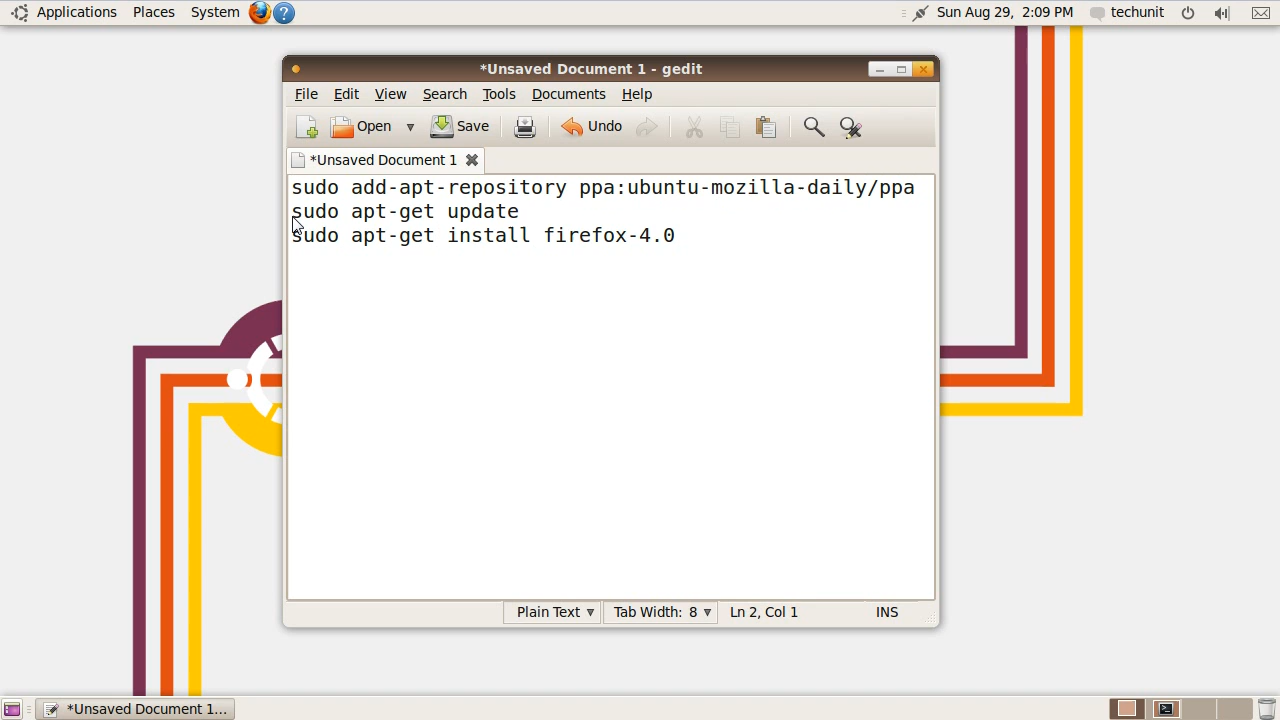 Applications Places System ? Sun Aug 29, 2:09 PM techunit
*Unsaved Document 1 - gedit
File Edit View Search Tools Documents Help
Open Save Undo
*Unsaved Document 1
sudo add-apt-repository ppa:ubuntu-mozilla-daily/ppa
sudo apt-get update
sudo apt-get install firefox-4.0
Plain Text Tab Width: 8 Ln 2, Col 1 INS
*Unsaved Document 1...